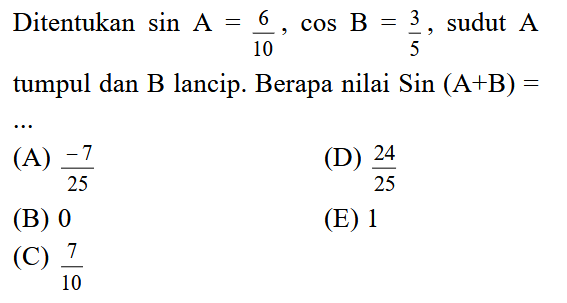 Ditentukan sin A = 6/10, cos B = 3/5, sudut A
tumpul dan B lancip. Berapa nilai Sin (A+B) =
...
(A) -7/25 (D) 24/25
(B) 0 (E) 1
(C) 7/10